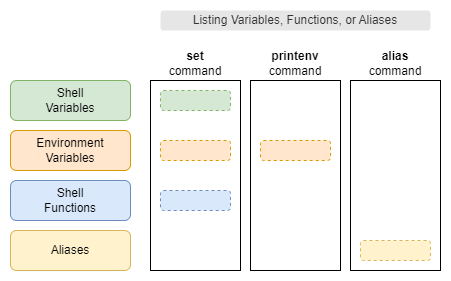 Listing Variables, Functions, or Aliases
set
command
printenv
command
alias
command
Shell
Variables
Environment
Variables
Shell
Functions
Aliases